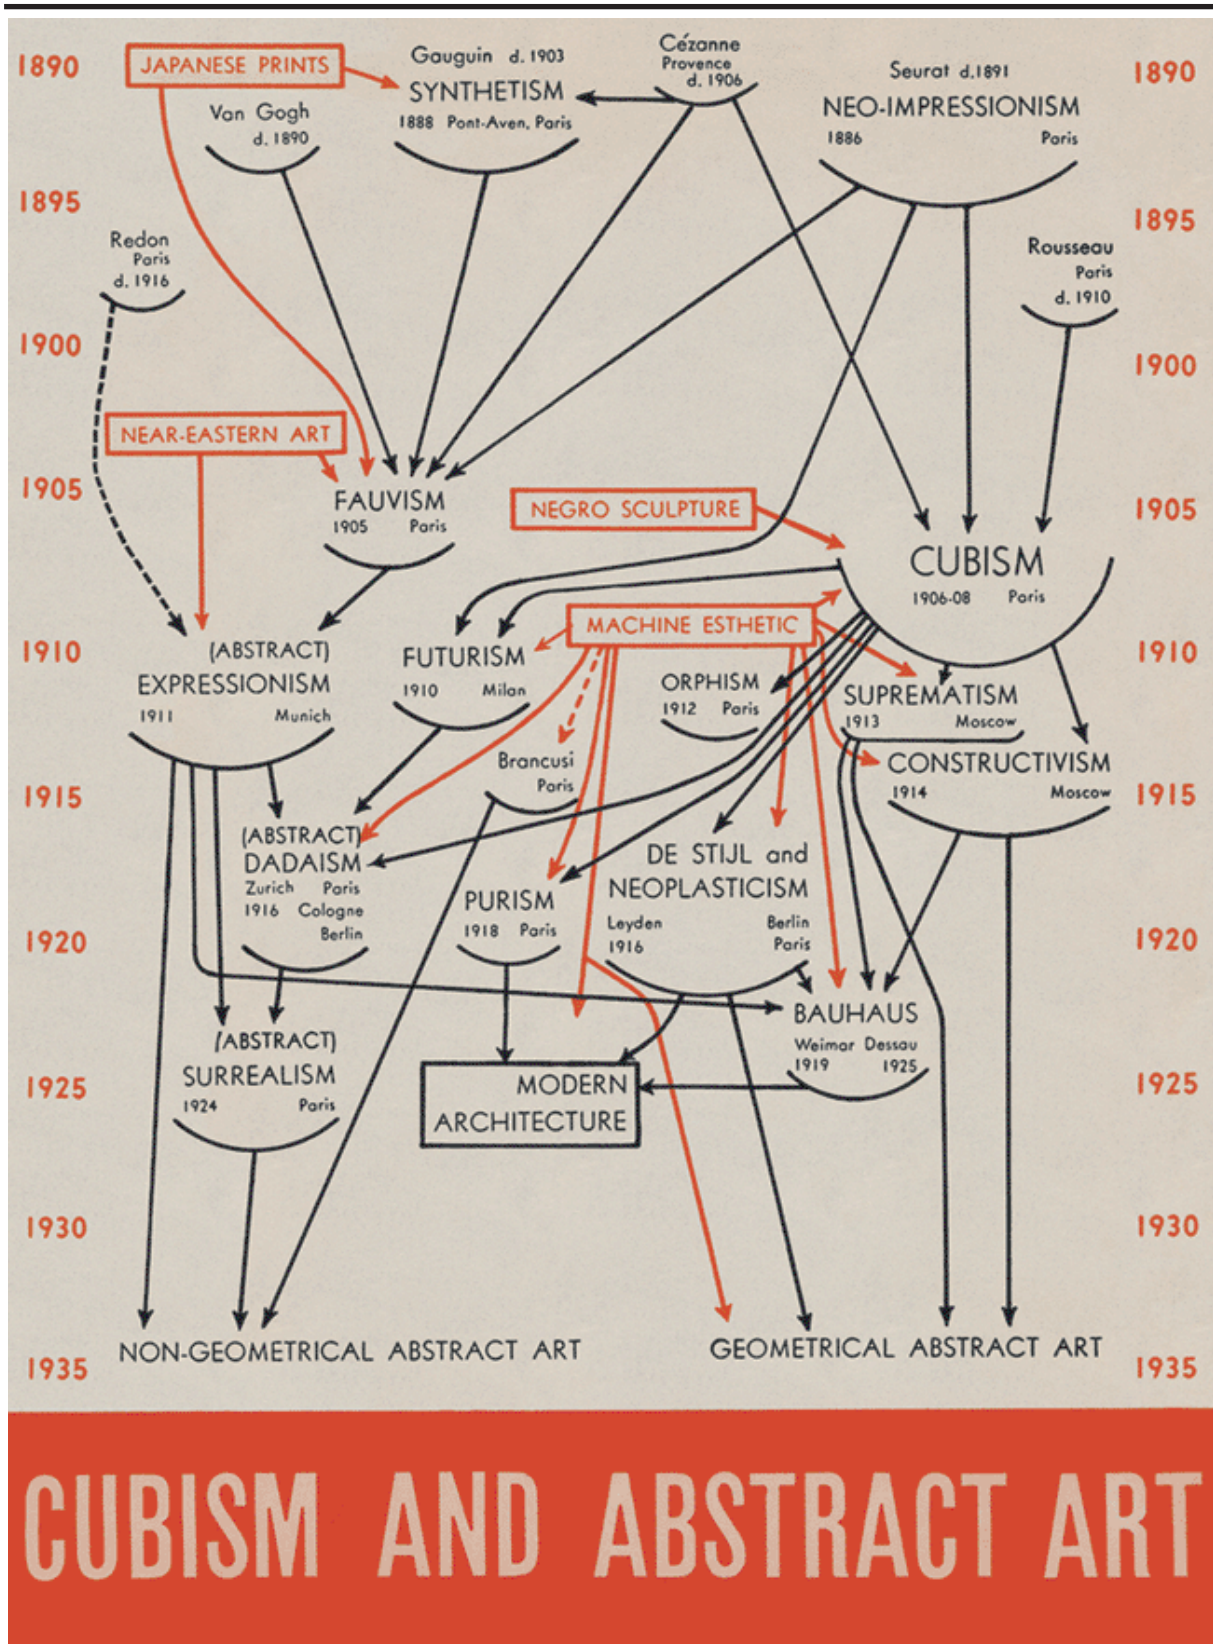 1890
JAPANESE PRINTS
Gauguin d. 1903
SYNTHETISM
1888 Pont-Aven, Paris
Cézanne
Provence
d. 1906
Seurat d.1891
NEO-IMPRESSIONISM
1886 Paris
1890
Van Gogh
d. 1890
1895
1895
Redon
Paris
d. 1916
Rousseau
Paris
d. 1910
1900
1900
NEAR-EASTERN ART
1905
FAUVISM
1905 Paris
NEGRO SCULPTURE
1905
CUBISM
1906-08 Paris
1910
(ABSTRACT)
EXPRESSIONISM
1911 Munich
MACHINE ESTHETIC
FUTURISM
1910 Milan
ORPHISM
1912 Paris
SUPREMATISM
1913 Moscow
1910
Brancusi
Paris
CONSTRUCTIVISM
1914 Moscow
1915
1915
(ABSTRACT)
DADAISM
Zurich Paris
1916 Cologne
Berlin
PURISM
1918 Paris
DE STIJL and
NEOPLASTICISM
Leyden Berlin
1916 Paris
1920
1920
(ABSTRACT)
SURREALISM
1924 Paris
BAUHAUS
Weimar Dessau
1919 1925
MODERN
ARCHITECTURE
1925
1925
1930
1930
NON-GEOMETRICAL ABSTRACT ART
GEOMETRICAL ABSTRACT ART
1935
1935
CUBISM AND ABSTRACT ART